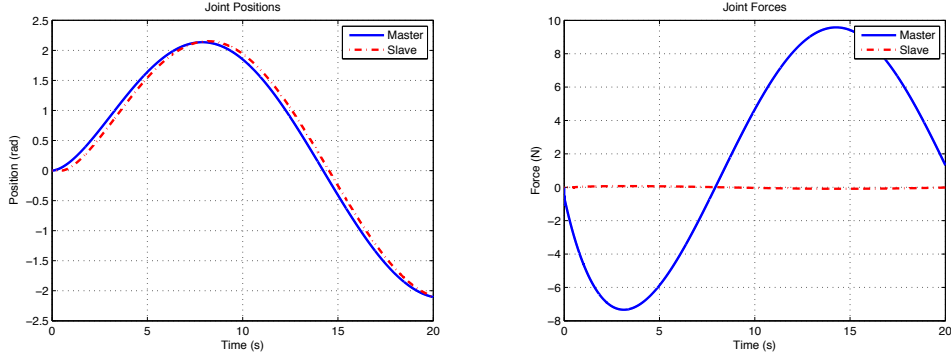 Joint Positions
2.5
2
1.5
1
0.5
0
−0.5
−1
−1.5
−2
−2.5
Position (rad)
0 5 10 15 20
Time (s)
Master
Slave
Joint Forces
10
8
6
4
2
0
−2
−4
−6
−8
Force (N)
0 5 10 15 20
Time (s)
Master
Slave